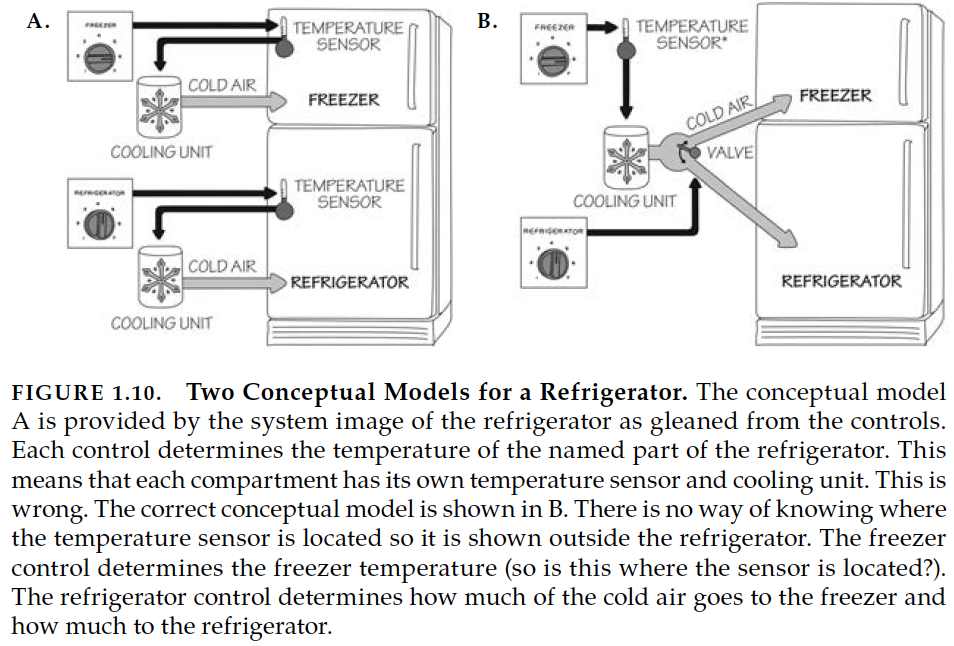 A.
FREEZER
TEMPERATURE
SENSOR
COLD AIR
FREEZER
COOLING UNIT
REFRIGERATOR
TEMPERATURE
SENSOR
COLD AIR
REFRIGERATOR
COOLING UNIT
B.
FREEZER
TEMPERATURE
SENSOR*
COLD AIR
FREEZER
VALVE
COOLING UNIT
REFRIGERATOR
REFRIGERATOR
FIGURE 1.10. Two Conceptual Models for a Refrigerator. The conceptual model
A is provided by the system image of the refrigerator as gleaned from the controls.
Each control determines the temperature of the named part of the refrigerator. This
means that each compartment has its own temperature sensor and cooling unit. This is
wrong. The correct conceptual model is shown in B. There is no way of knowing where
the temperature sensor is located so it is shown outside the refrigerator. The freezer
control determines the freezer temperature (so is this where the sensor is located?).
The refrigerator control determines how much of the cold air goes to the freezer and
how much to the refrigerator.